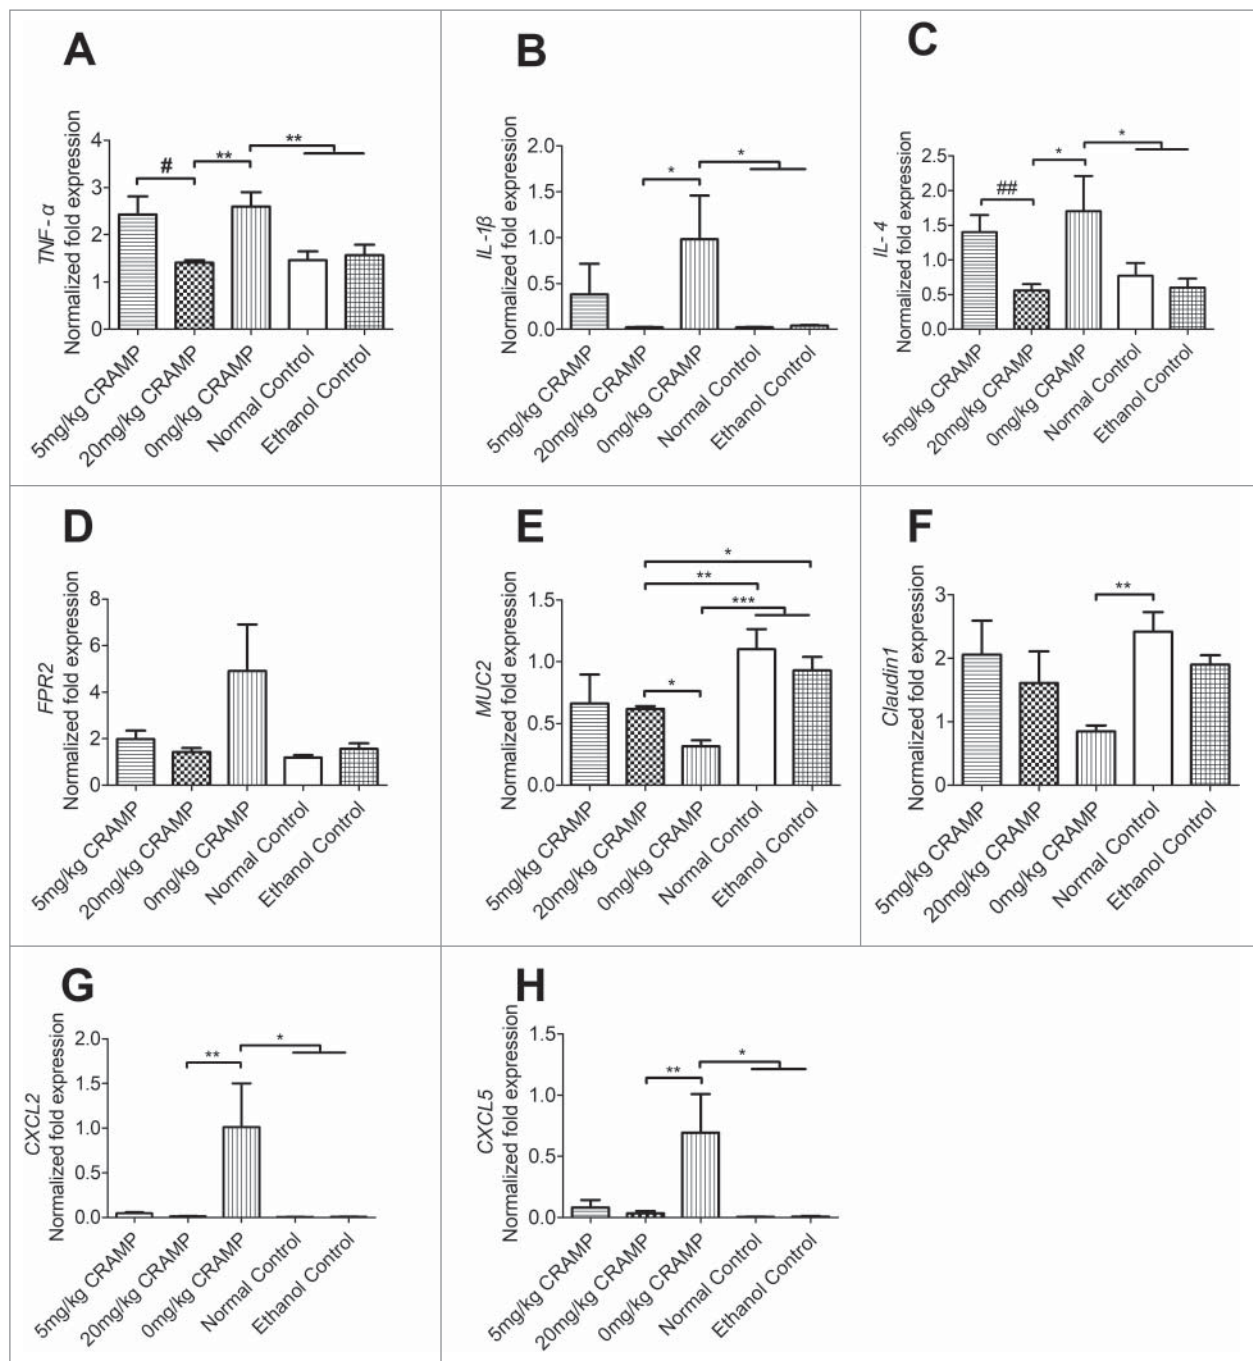 A
TNF-α
Normalized fold expression
4
3
2
1
0
#
**
**
5mg/kg CRAMP
20mg/kg CRAMP
0mg/kg CRAMP
Normal Control
Ethanol Control
B
IL-1β
Normalized fold expression
2.0
1.5
1.0
0.5
0.0
*
*
5mg/kg CRAMP
20mg/kg CRAMP
0mg/kg CRAMP
Normal Control
Ethanol Control
C
IL-4
Normalized fold expression
2.5
2.0
1.5
1.0
0.5
0.0
##
*
*
5mg/kg CRAMP
20mg/kg CRAMP
0mg/kg CRAMP
Normal Control
Ethanol Control
D
FPR2
Normalized fold expression
8
6
4
2
0
5mg/kg CRAMP
20mg/kg CRAMP
0mg/kg CRAMP
Normal Control
Ethanol Control
E
MUC2
Normalized fold expression
1.5
1.0
0.5
0.0
*
**
***
*
5mg/kg CRAMP
20mg/kg CRAMP
0mg/kg CRAMP
Normal Control
Ethanol Control
F
Claudin1
Normalized fold expression
3
2
1
0
**
5mg/kg CRAMP
20mg/kg CRAMP
0mg/kg CRAMP
Normal Control
Ethanol Control
G
CXCL2
Normalized fold expression
2.0
1.5
1.0
0.5
0.0
**
*
5mg/kg CRAMP
20mg/kg CRAMP
0mg/kg CRAMP
Normal Control
Ethanol Control
H
CXCL5
Normalized fold expression
1.5
1.0
0.5
0.0
**
*
5mg/kg CRAMP
20mg/kg CRAMP
0mg/kg CRAMP
Normal Control
Ethanol Control